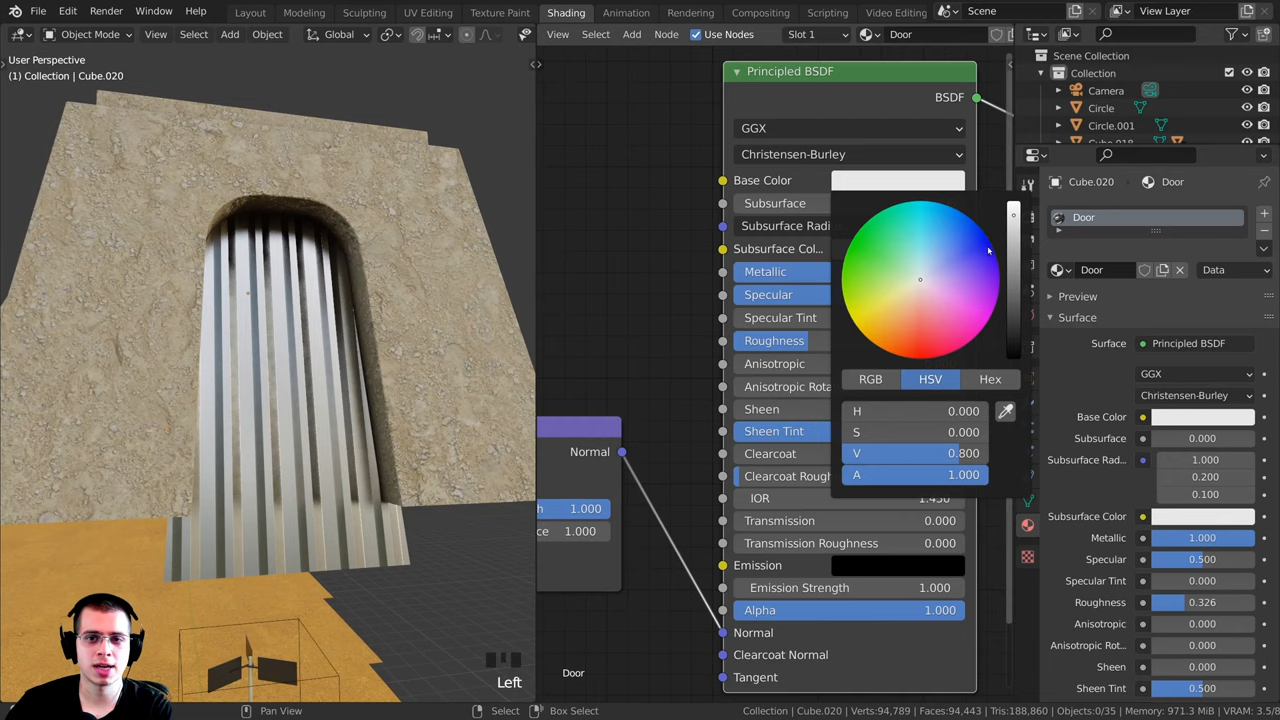 File Edit Render Window Help Layout Modeling Sculpting UV Editing Texture Paint Shading Animation Rendering Compositing Scripting Video Editing Scene View Layer
Object Mode View Select Add Object Global View Select Add Node Use Nodes Slot 1 Door
User Perspective
(1) Collection | Cube.020
Principled BSDF
BSDF
GGX
Christensen-Burley
Base Color
Subsurface
Subsurface Radi
Subsurface Col...
Metallic
Specular
Specular Tint
Roughness
Anisotropic
Anisotropic Rota
Sheen
Sheen Tint
Clearcoat
Clearcoat Rough
IOR 1.450
Transmission 0.000
Transmission Roughness 0.000
Emission
Emission Strength 1.000
Alpha 1.000
Normal
Clearcoat Normal
Tangent
RGB HSV Hex
H 0.000
S 0.000
V 0.800
A 1.000
Normal
h 1.000
ce 1.000
Door
Left
Scene Collection
Collection
Camera
Circle
Circle.001
Cube.020 Door
Door
Door Data
Preview
Surface
Surface Principled BSDF
GGX
Christensen-Burley
Base Color
Subsurface 0.000
Subsurface Rad... 1.000
0.200
0.100
Subsurface Color
Metallic 1.000
Specular 0.500
Specular Tint 0.000
Roughness 0.326
Anisotropic 0.000
Anisotropic Rot... 0.000
Sheen 0.000
Sheen Tint 0.500
Pan View Select Box Select Collection | Cube.020 | Verts:94,789 | Faces:94,443 | Tris:188,860 | Objects:0/35 | Memory: 971.3 MiB |